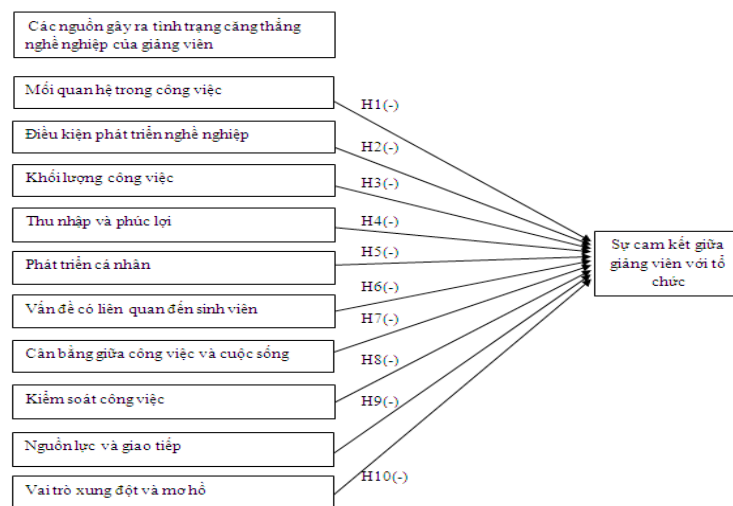 Các nguồn gây ra tình trạng căng thẳng
nghề nghiệp của giảng viên
Mối quan hệ trong công việc
H1(-)
Điều kiện phát triển nghề nghiệp
H2(-)
Khối lượng công việc
H3(-)
Thu nhập và phúc lợi
H4(-)
Phát triển cá nhân
H5(-)
Vấn đề có liên quan đến sinh viên
H6(-)
Cân bằng giữa công việc và cuộc sống
H7(-)
Kiểm soát công việc
H8(-)
Nguồn lực và giao tiếp
H9(-)
Vai trò xung đột và mơ hồ
H10(-)
Sự cam kết giữa
giảng viên với tổ
chức